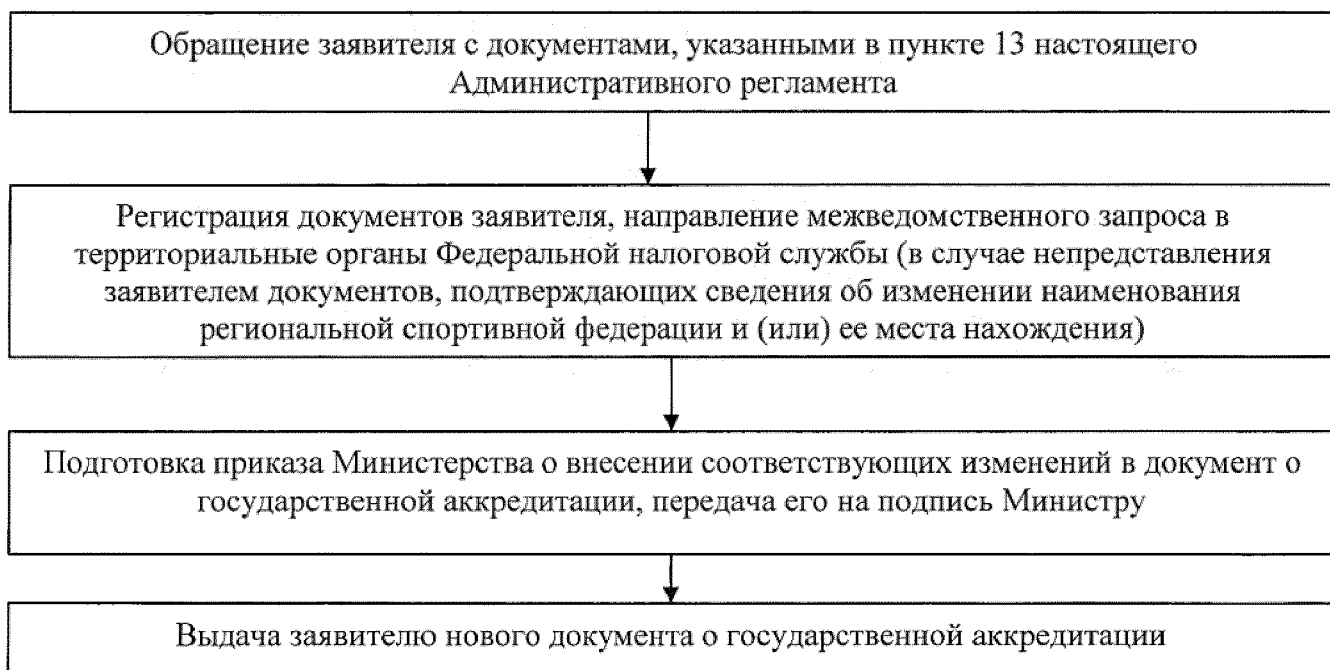 Обращение заявителя с документами, указанными в пункте 13 настоящего
Административного регламента
Регистрация документов заявителя, направление межведомственного запроса в
территориальные органы Федеральной налоговой службы (в случае непредставления
заявителем документов, подтверждающих сведения об изменении наименования
региональной спортивной федерации и (или) ее места нахождения)
Подготовка приказа Министерства о внесении соответствующих изменений в документ о
государственной аккредитации, передача его на подпись Министру
Выдача заявителю нового документа о государственной аккредитации